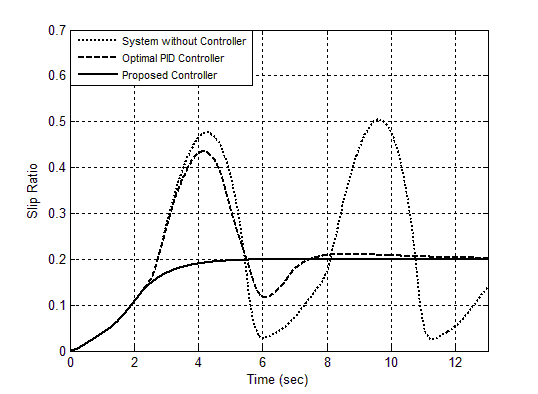 0.7
0.6
0.5
0.4
0.3
0.2
0.1
0
Slip Ratio
System without Controller
Optimal PID Controller
Proposed Controller
0 2 4 6 8 10 12
Time (sec)